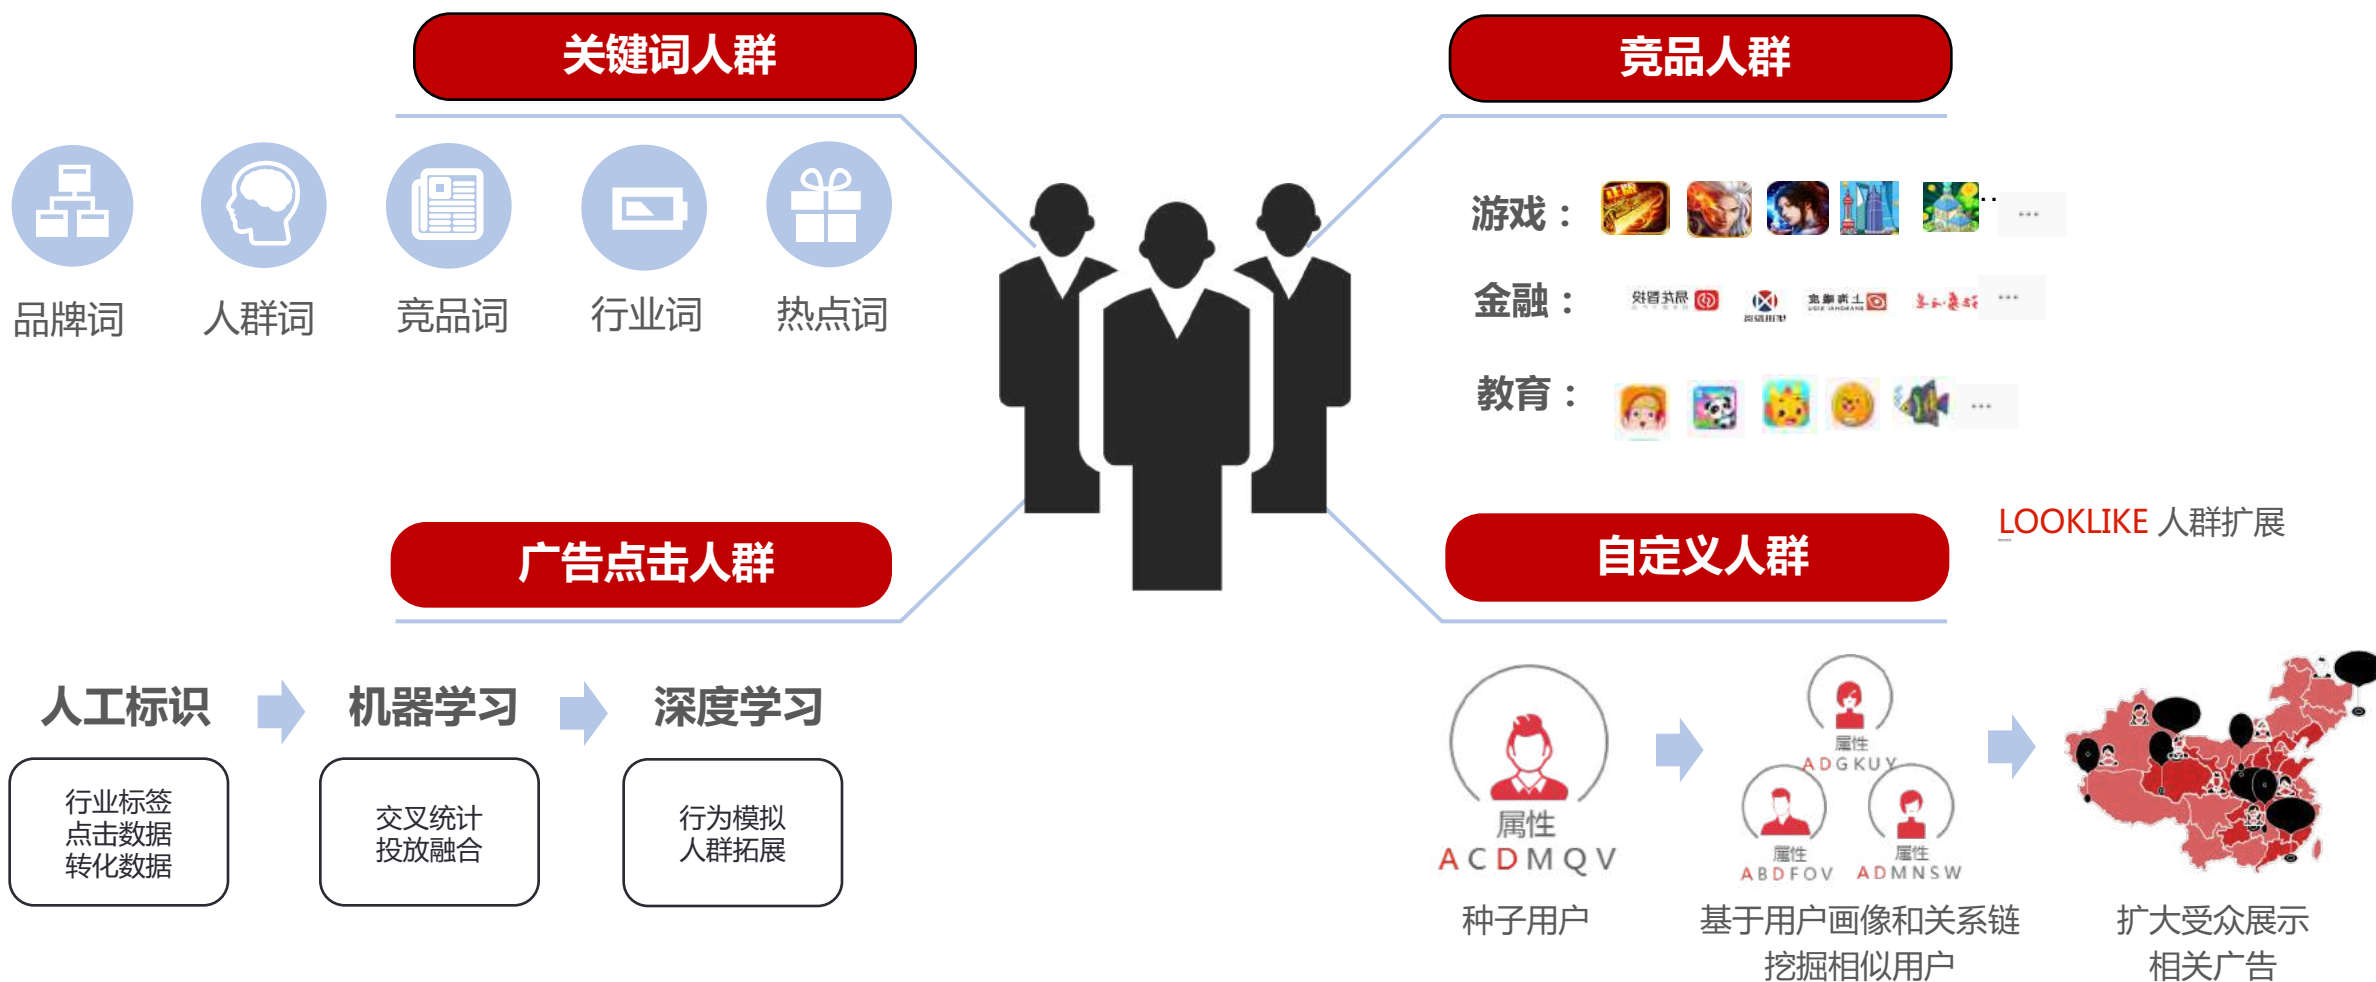 关键词人群
品牌词
人群词
竞品词
行业词
热点词
竞品人群
游戏：
...
金融：
...
教育：
...
广告点击人群
人工标识
机器学习
深度学习
行业标签
点击数据
转化数据
交叉统计
投放融合
行为模拟
人群拓展
自定义人群
LOOKLIKE 人群扩展
属性
ACDMQV
种子用户
属性
ADGKUY
属性
ABDFOV
属性
ADMNSW
基于用户画像和关系链
挖掘相似用户
扩大受众展示
相关广告